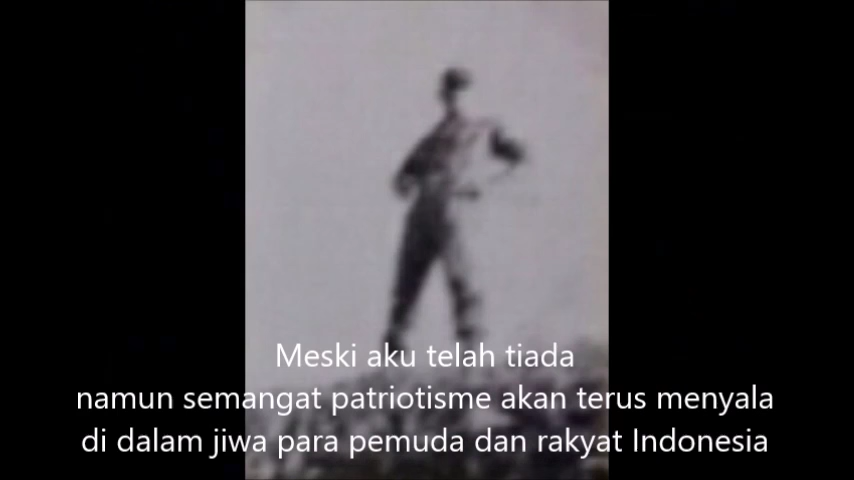 Meski aku telah tiada
namun semangat patriotisme akan terus menyala
di dalam jiwa para pemuda dan rakyat Indonesia